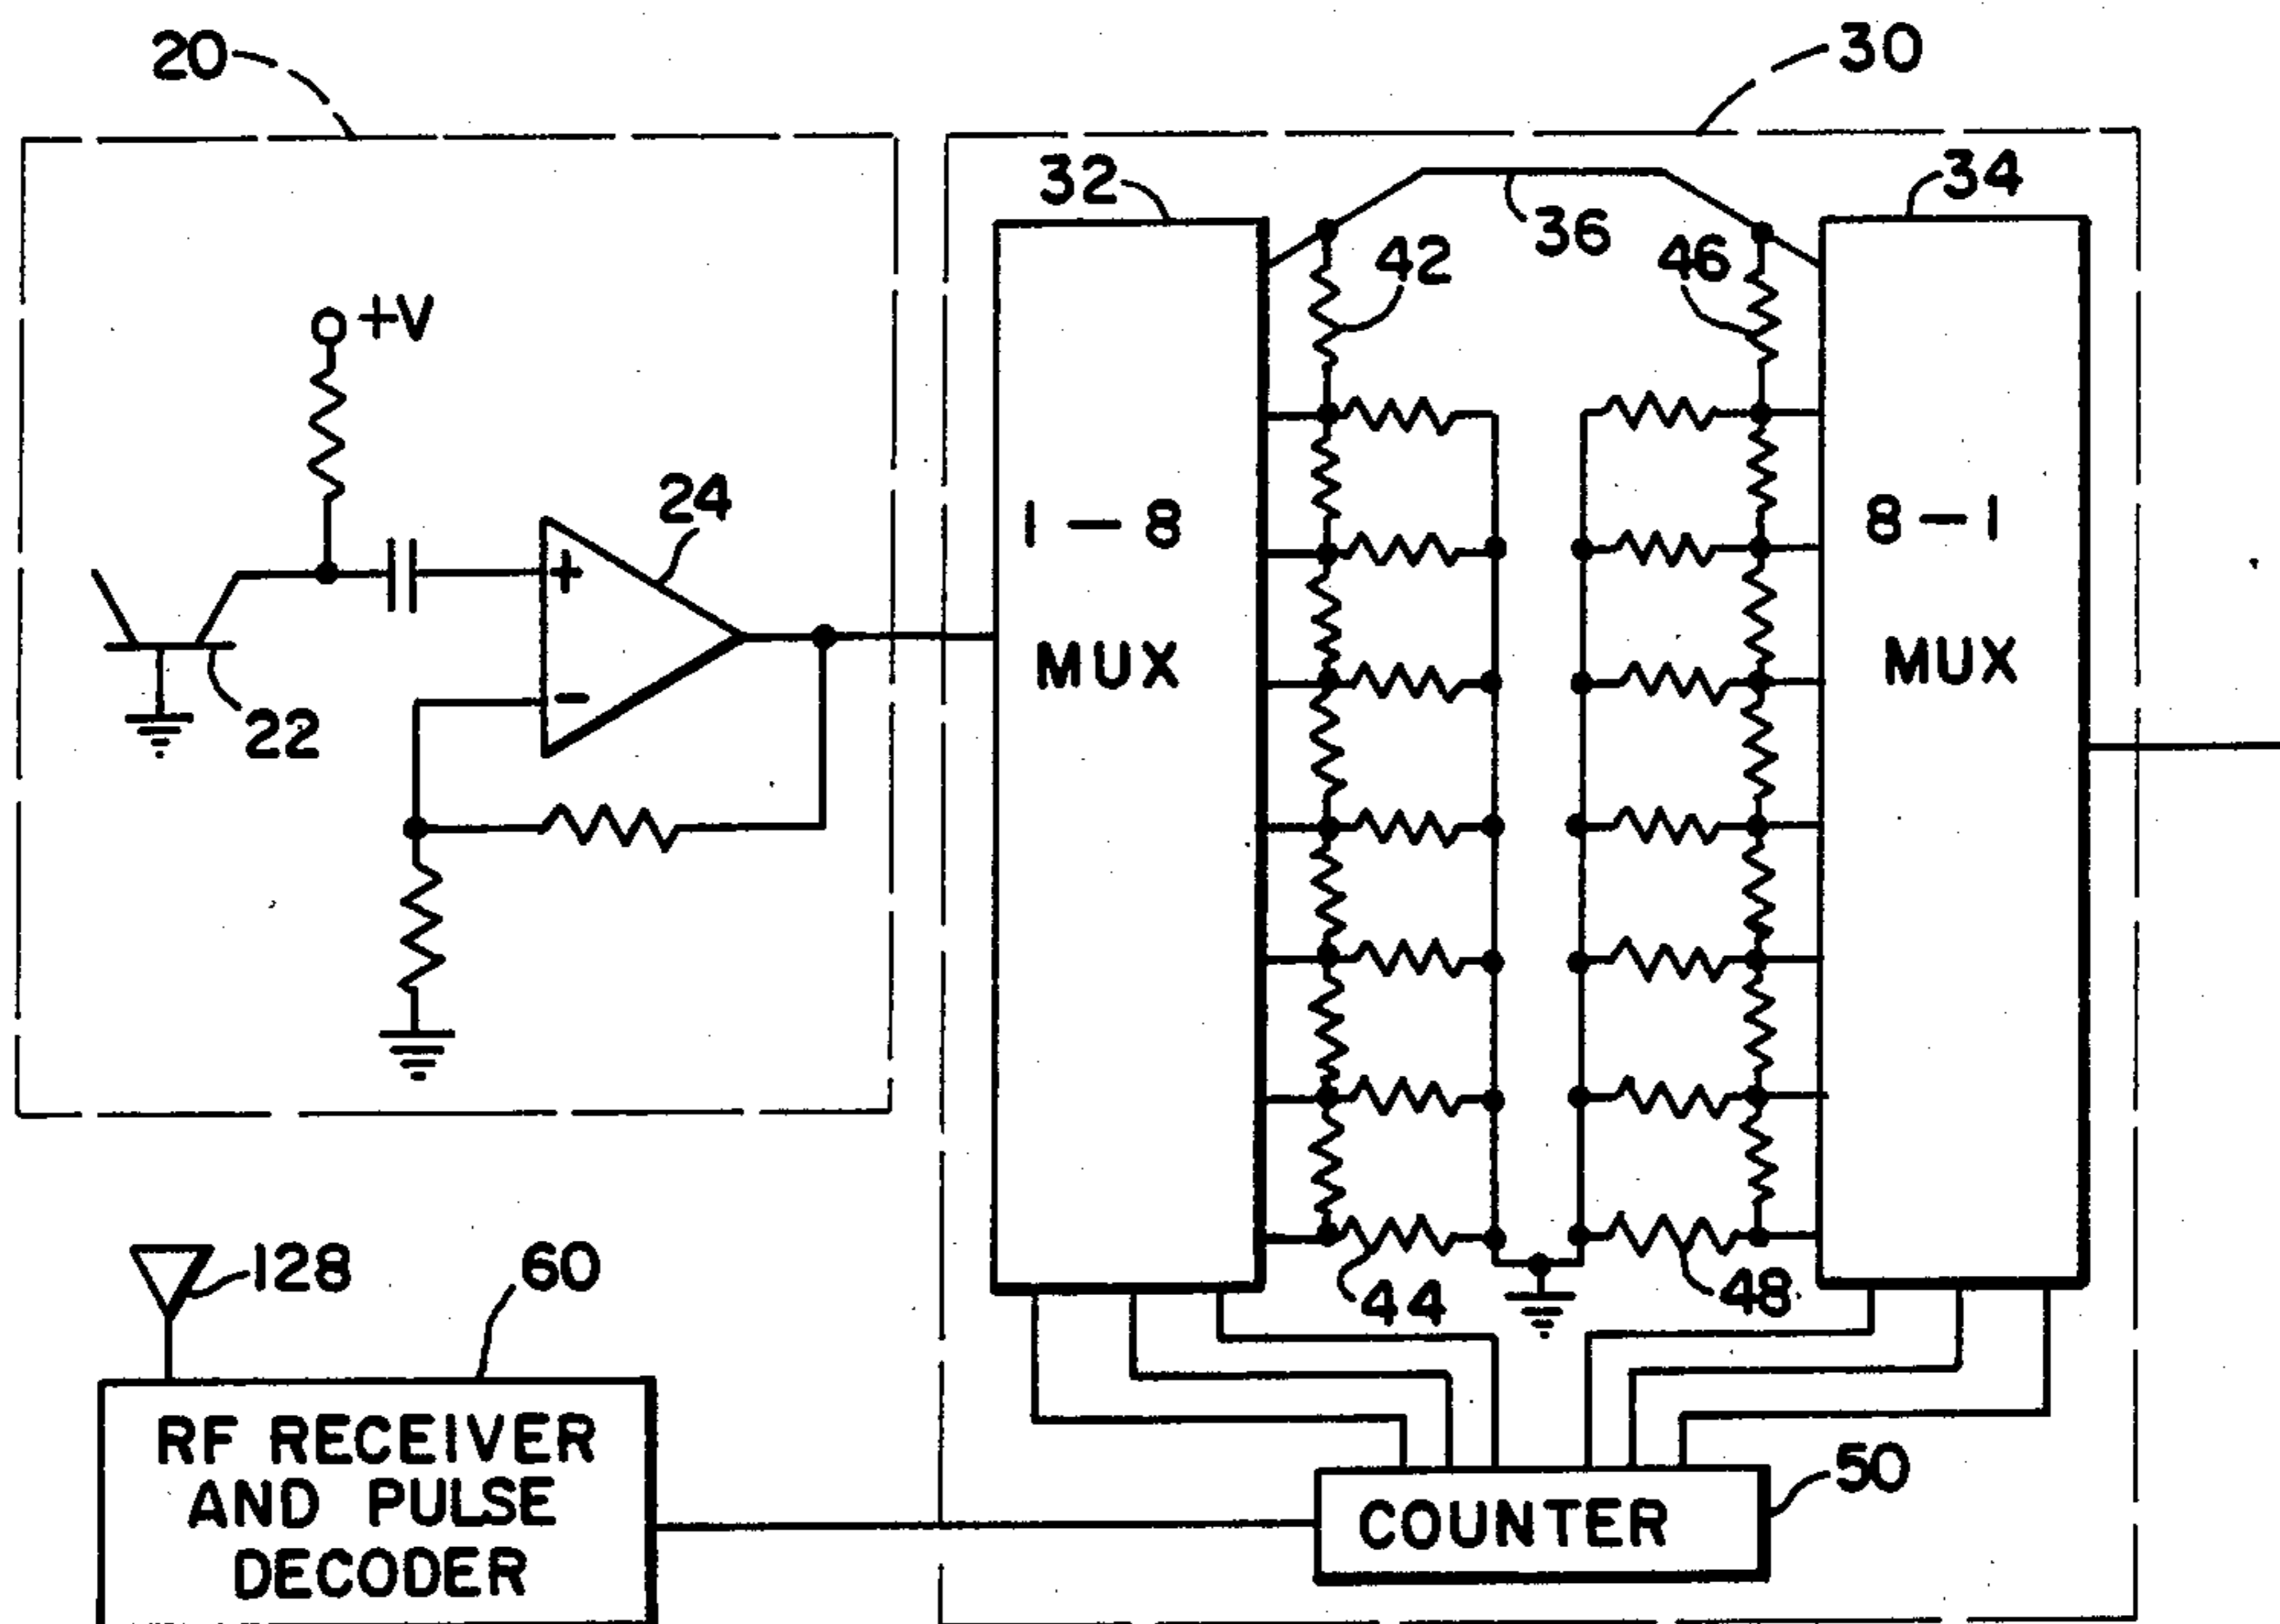 20
30
32
34
36
42
46
+V
24
1-8
MUX
8-1
MUX
+
-
22
44
48
128
60
RF RECEIVER
AND PULSE
DECODER
50
COUNTER